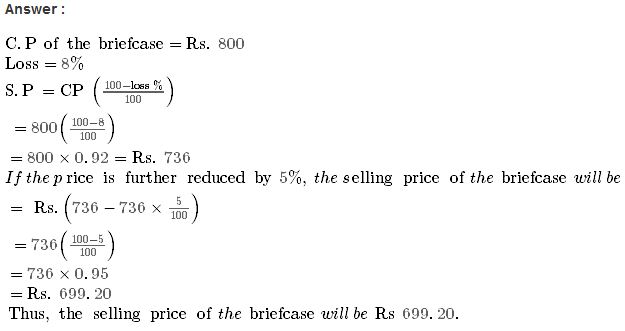 Answer :
C. P of the briefcase = Rs. 800
Loss = 8%
S. P = CP (100−loss %/100)
= 800(100−8/100)
= 800 × 0. 92 = Rs. 736
If the price is further reduced by 5%, the selling price of the briefcase will be
= Rs. (736 − 736 × 5/100)
= 736(100−5/100)
= 736 × 0. 95
= Rs. 699. 20
Thus, the selling price of the briefcase will be Rs 699. 20.